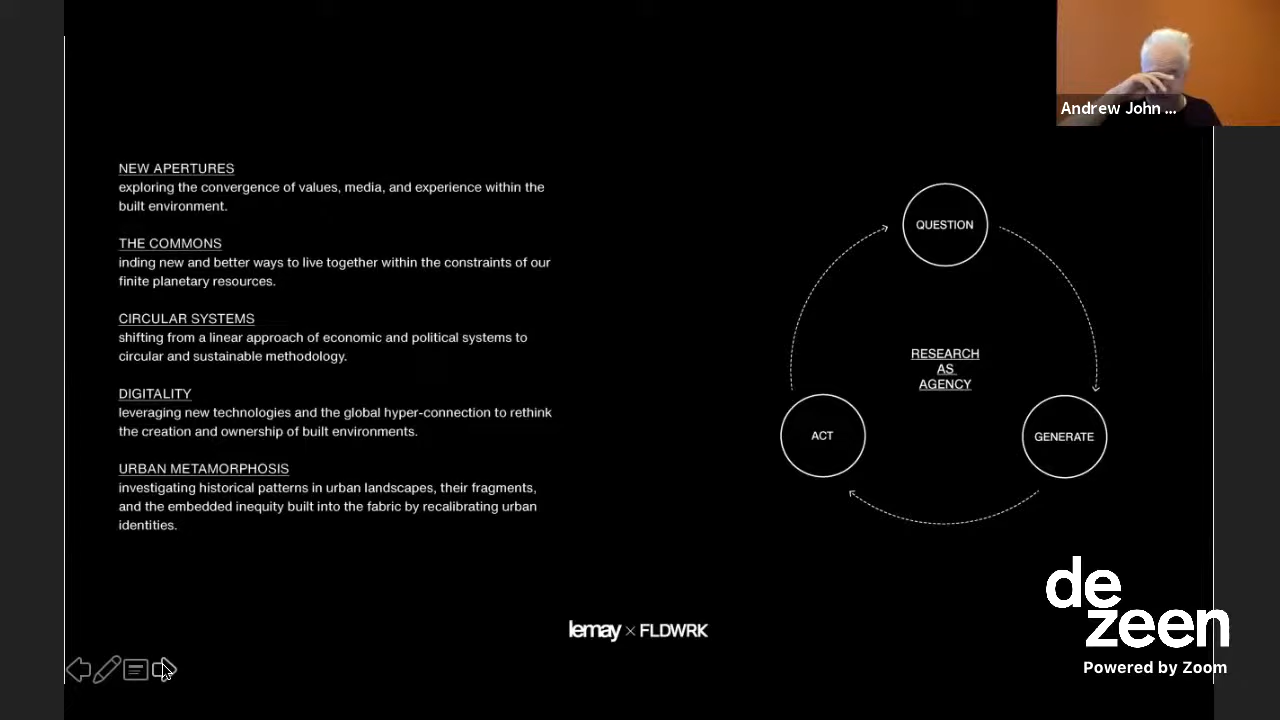 Andrew John ...
NEW APERTURES
exploring the convergence of values, media, and experience within the
built environment.
THE COMMONS
inding new and better ways to live together within the constraints of our
finite planetary resources.
CIRCULAR SYSTEMS
shifting from a linear approach of economic and political systems to
circular and sustainable methodology.
DIGITALITY
leveraging new technologies and the global hyper-connection to rethink
the creation and ownership of built environments.
URBAN METAMORPHOSIS
investigating historical patterns in urban landscapes, their fragments,
and the embedded inequity built into the fabric by recalibrating urban
identities.
QUESTION
RESEARCH
AS
AGENCY
ACT
GENERATE
lemay × FLDWRK
de
zeen
Powered by Zoom